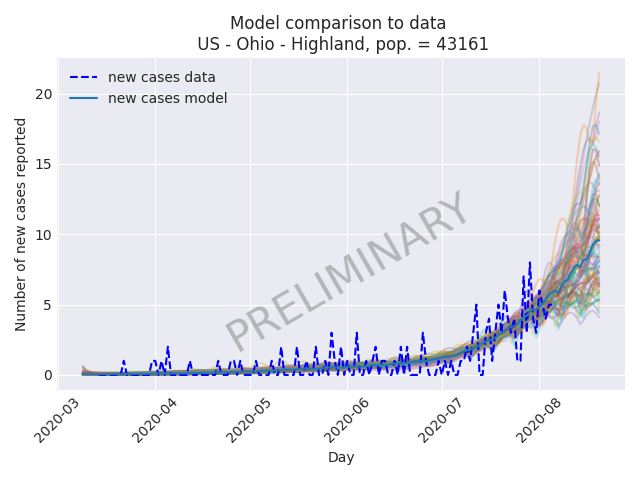 Model comparison to data
US - Ohio - Highland, pop. = 43161
new cases data
new cases model
Number of new cases reported
20
15
10
5
0
PRELIMINARY
2020-03
2020-04
2020-05
2020-06
2020-07
2020-08
Day